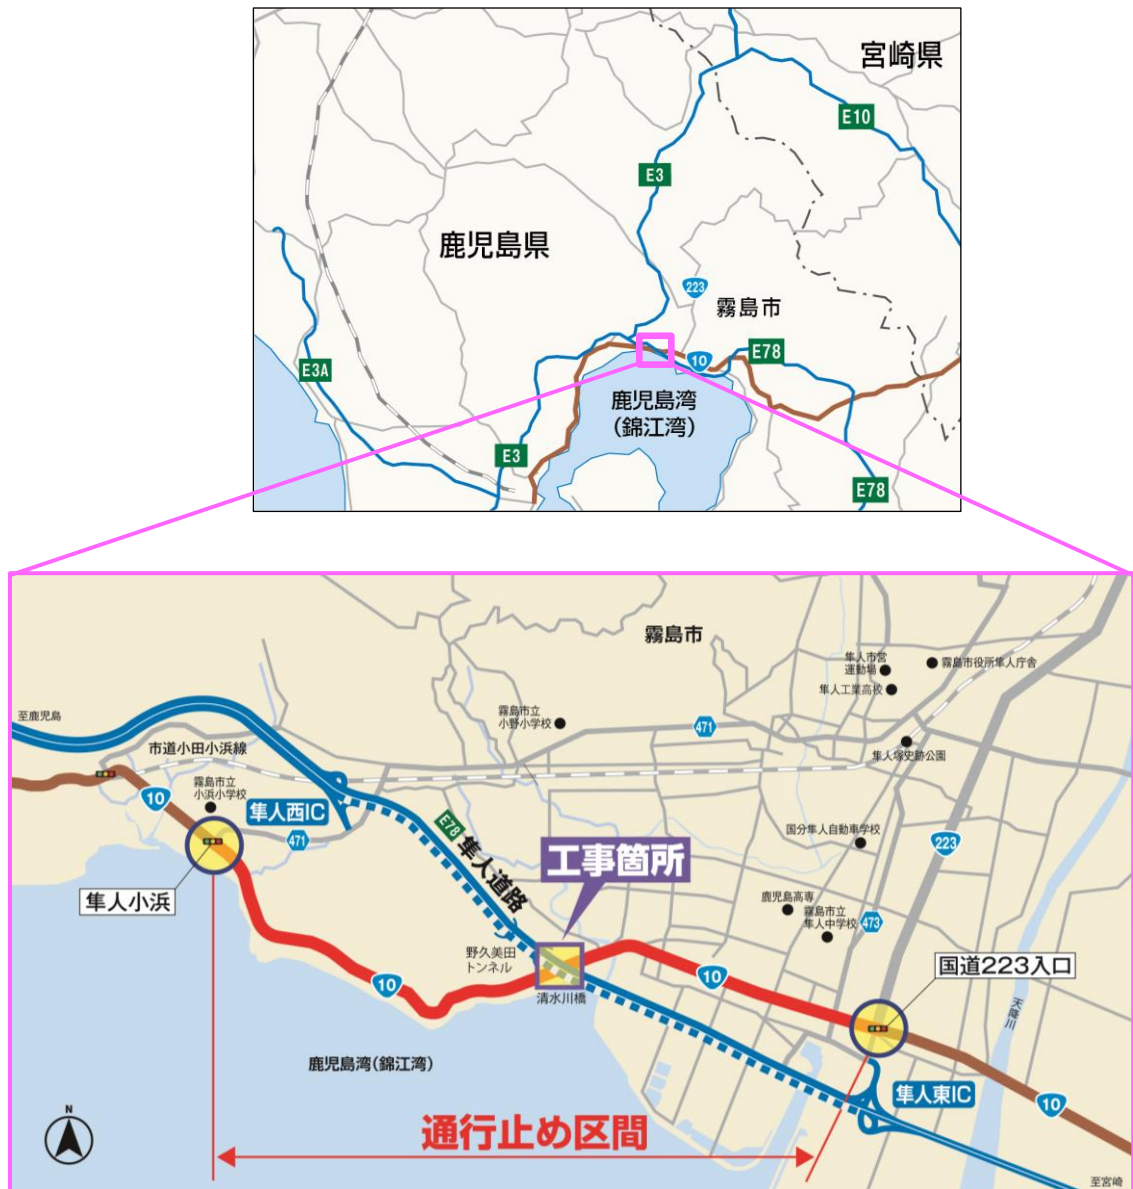 宮崎県
E10
E3
鹿児島県
223
霧島市
E3A
10
E78
鹿児島湾
(錦江湾)
E3
E78
霧島市
隼人市営
運動場
霧島市役所隼人庁舎
隼人工業高校
至鹿児島
霧島市立
小野小学校
471
市道小田小浜線
隼人塚史跡公園
霧島市立
小浜小学校
10
隼人西IC
471
E78 隼人道路
国分隼人自動車学校
223
工事箇所
隼人小浜
鹿児島高専
霧島市立
隼人中学校
473
野久美田
トンネル
国道223入口
10
10
清水川橋
天降川
鹿児島湾(錦江湾)
隼人東IC
10
N
通行止め区間
至宮崎